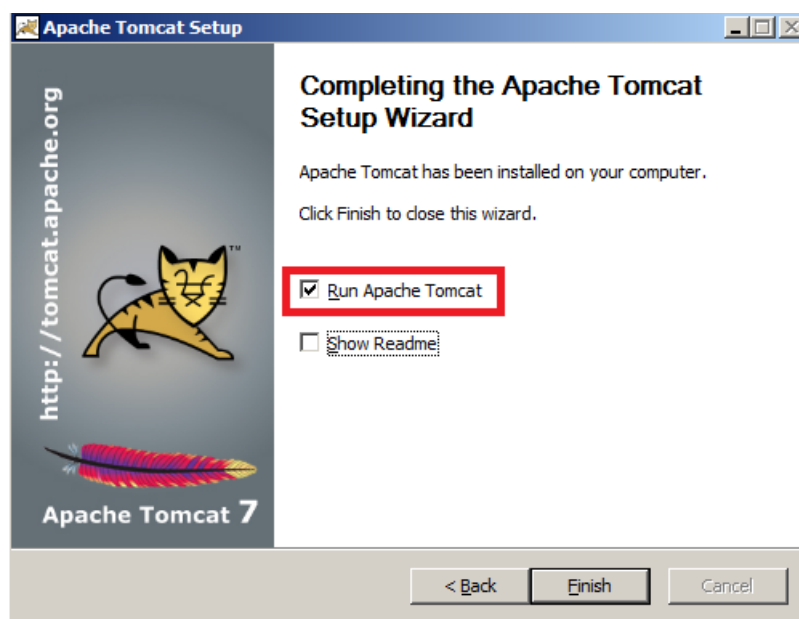 Apache Tomcat Setup
http://tomcat.apache.org
TM
Apache Tomcat 7
Completing the Apache Tomcat
Setup Wizard
Apache Tomcat has been installed on your computer.
Click Finish to close this wizard.
Run Apache Tomcat
Show Readme
< Back
Finish
Cancel